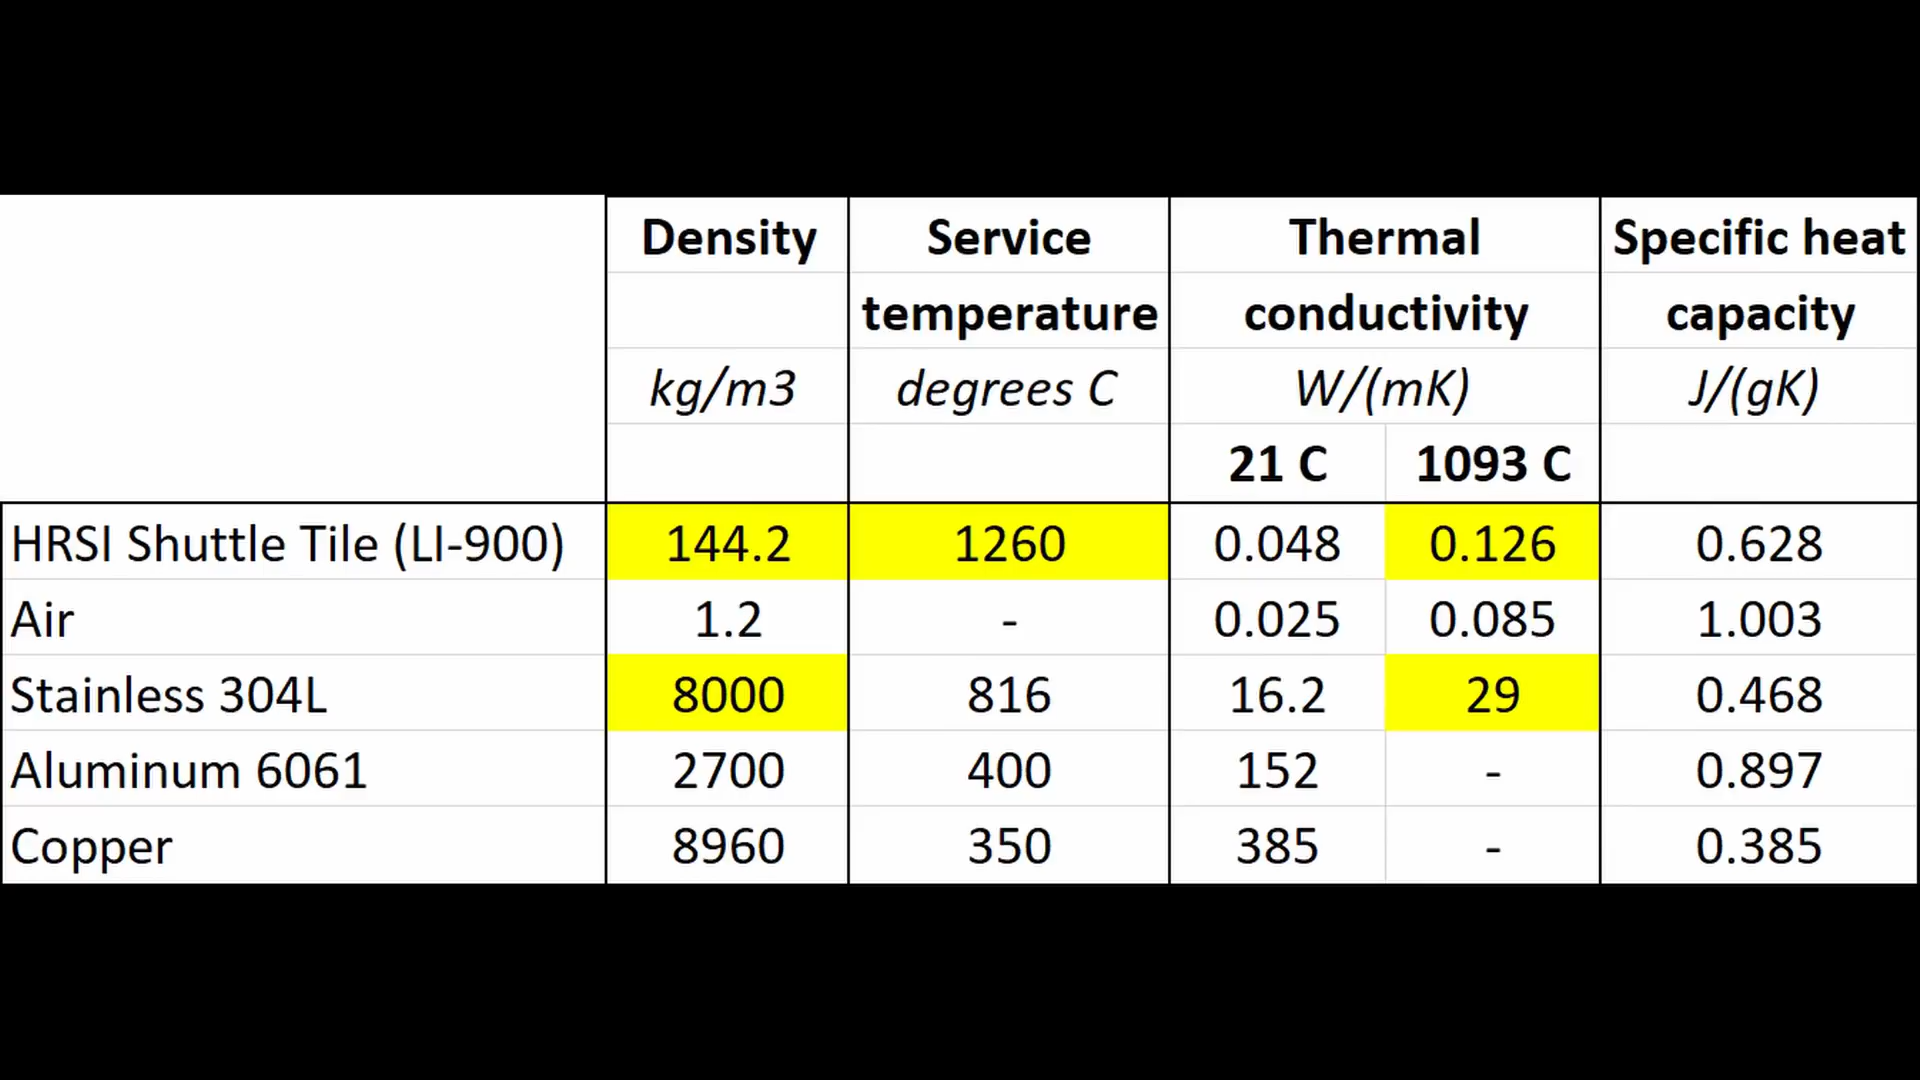 Density Service Thermal Specific heat
temperature conductivity capacity
kg/m3 degrees C W/(mK) J/(gK)
21 C 1093 C
HRSI Shuttle Tile (LI-900) 144.2 1260 0.048 0.126 0.628
Air 1.2 - 0.025 0.085 1.003
Stainless 304L 8000 816 16.2 29 0.468
Aluminum 6061 2700 400 152 - 0.897
Copper 8960 350 385 - 0.385